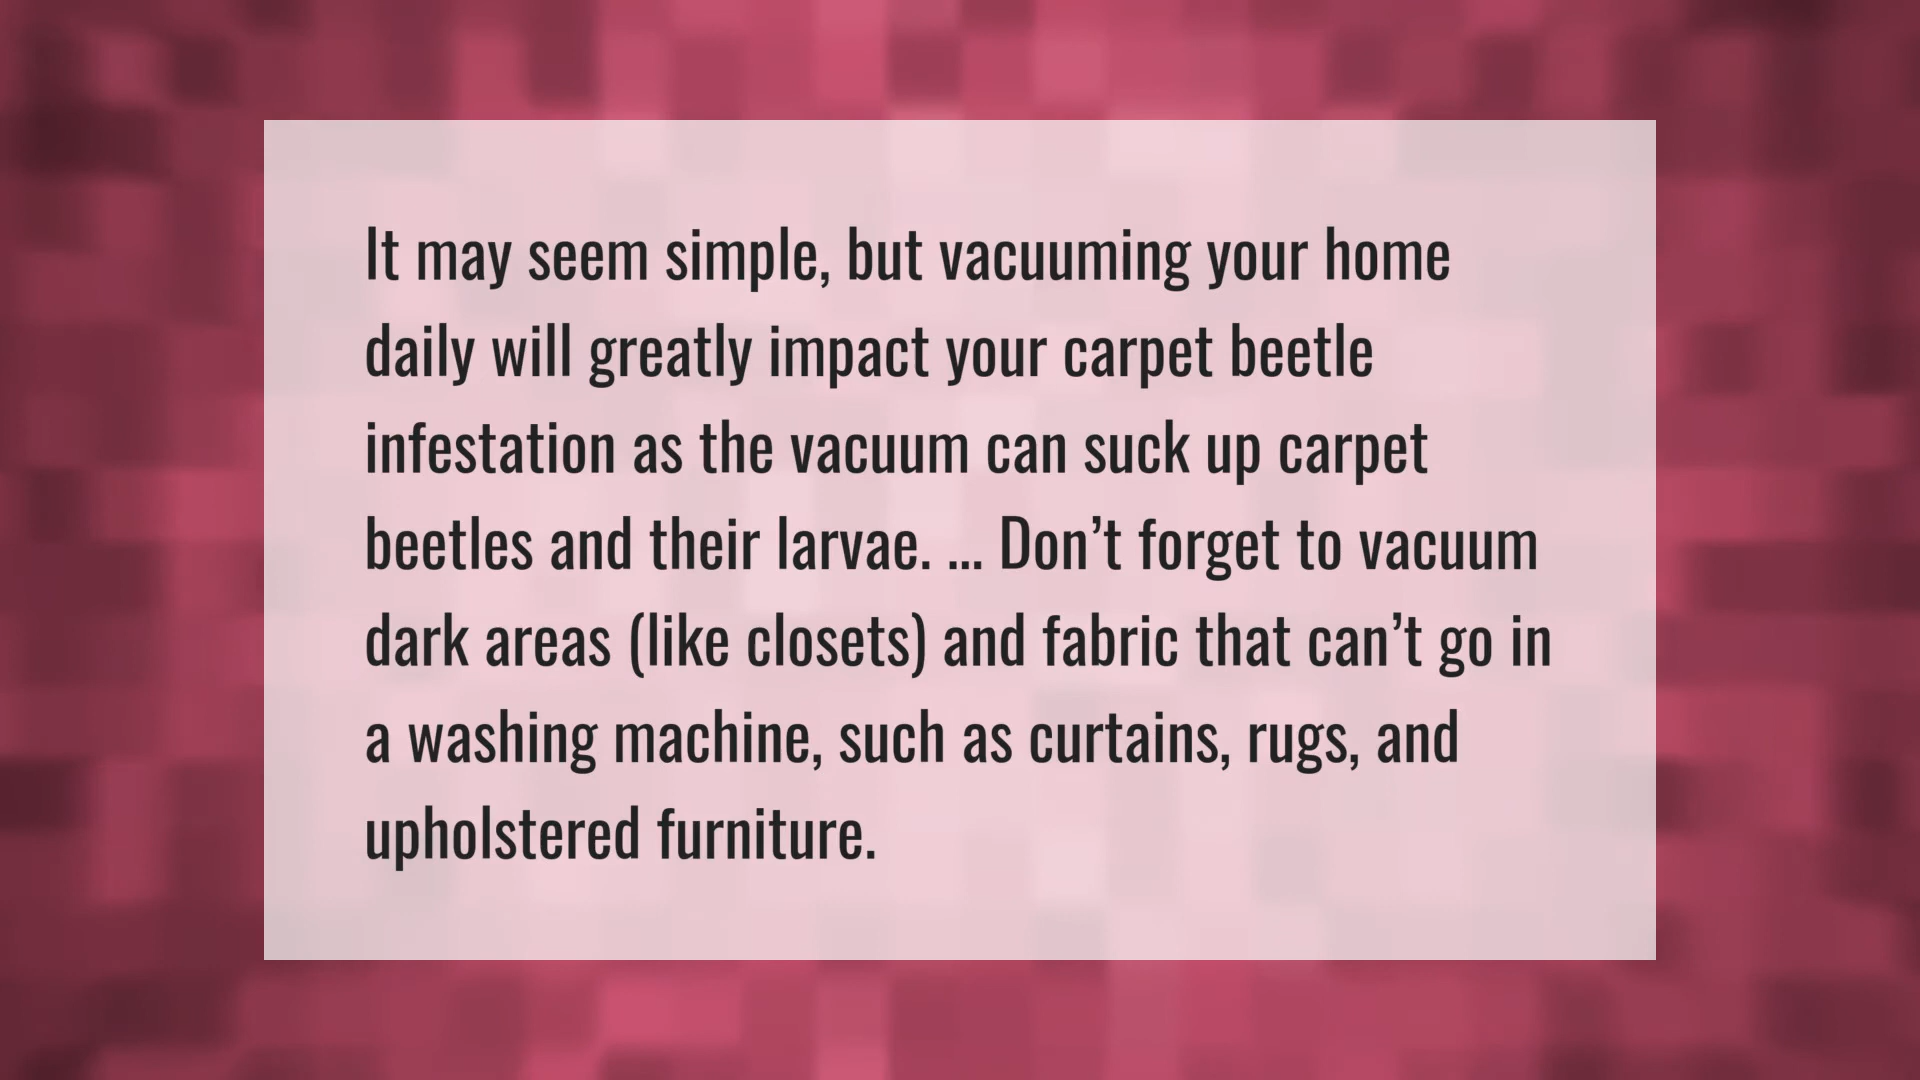 It may seem simple, but vacuuming your home
daily will greatly impact your carpet beetle
infestation as the vacuum can suck up carpet
beetles and their larvae. ... Don’t forget to vacuum
dark areas (like closets) and fabric that can’t go in
a washing machine, such as curtains, rugs, and
upholstered furniture.